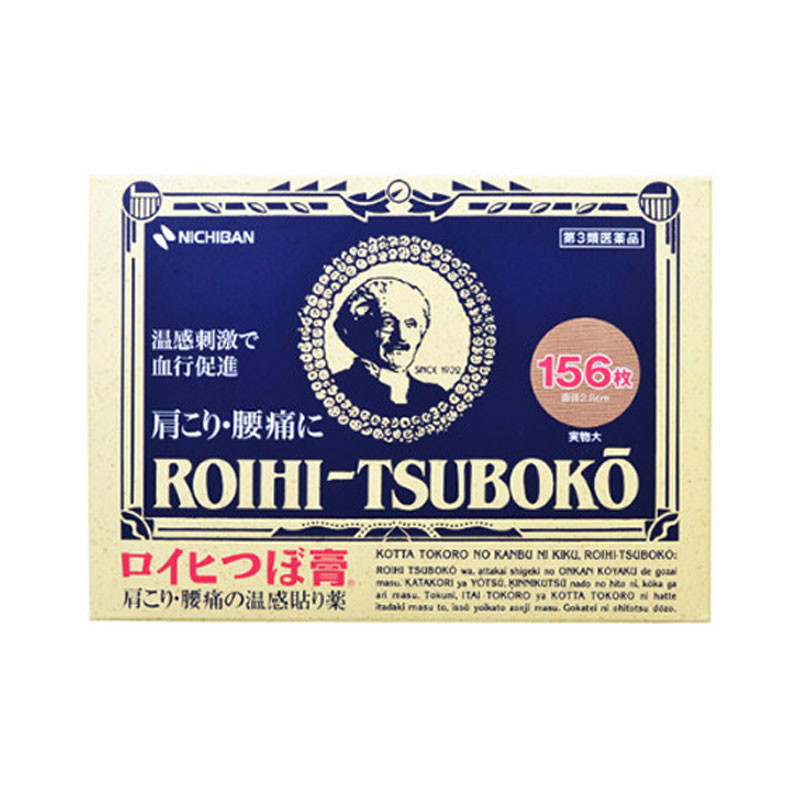 NICHIBAN
第3類医薬品
温感刺激で
血行促進
SINCE 1932
156枚
直径2.8cm
実物大
肩こり・腰痛に
ROIHI-TSUBOKŌ
ロイヒつぼ膏®
肩こり・腰痛の温感貼り薬
KOTTA TOKORO NO KANBU NI KIKU, ROIHI-TSUBOKŌ:
ROIHI TSUBOKŌ wa, attakai shigeki no ONKAN KŌYAKU de gozai
masu. KATAKORI ya YŌTSŪ, KINNIKUTSŪ nado no hito ni, kōka ga
ari masu. Tokuni, ITAI-TOKORO ya KOTTA TOKORO ni hatte
itadaki masu to, issō yoikato zonji masu. Gokatei ni ohitotsu dōzo.